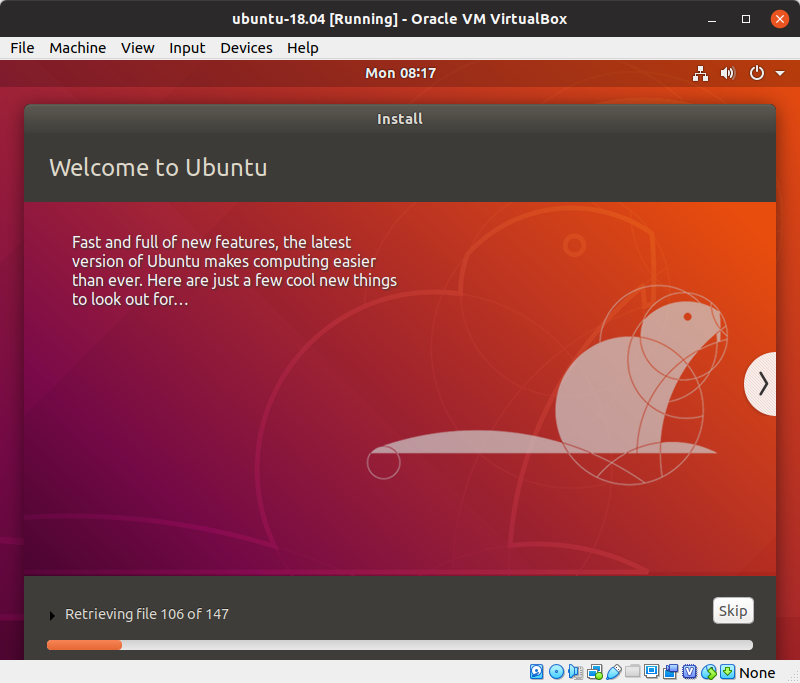 ubuntu-18.04 [Running] - Oracle VM VirtualBox
File Machine View Input Devices Help
Mon 08:17
Install
Welcome to Ubuntu
Fast and full of new features, the latest
version of Ubuntu makes computing easier
than ever. Here are just a few cool new things
to look out for…
Retrieving file 106 of 147
Skip
None